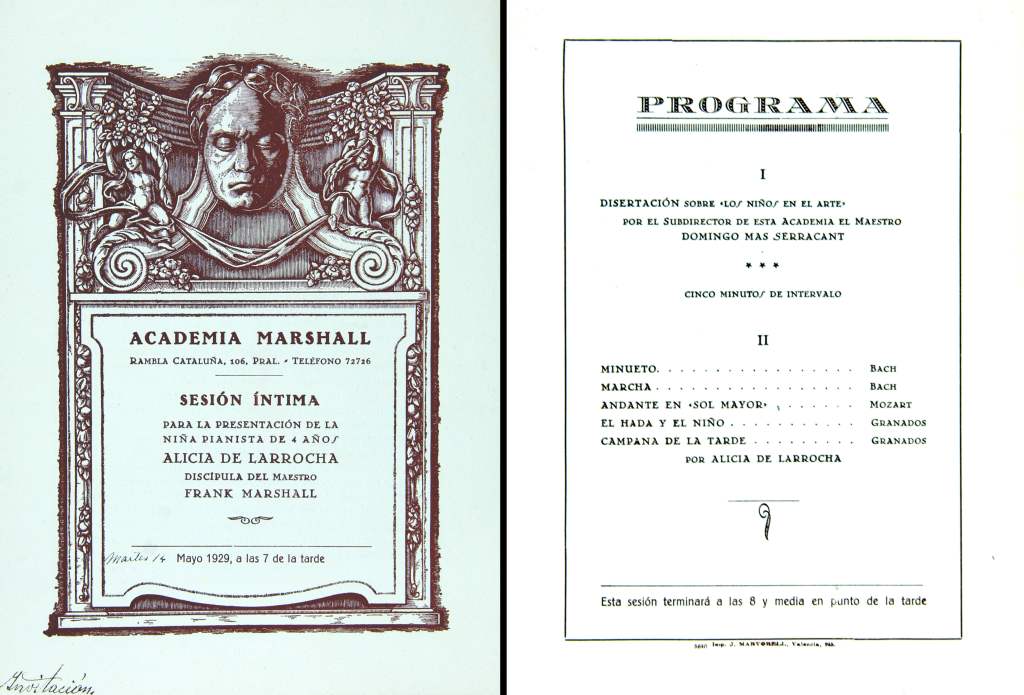 ACADEMIA MARSHALL
RAMBLA CATALUÑA, 106, PRAL. - TELÉFONO 72726
SESIÓN ÍNTIMA
PARA LA PRESENTACIÓN DE LA
NIÑA PIANISTA DE 4 AÑOS
ALICIA DE LARROCHA
DISCÍPULA DEL MAESTRO
FRANK MARSHALL
Martes 14 Mayo 1929, a las 7 de la tarde
Invitación.
PROGRAMA
I
DISERTACIÓN SOBRE «LOS NIÑOS EN EL ARTE»
POR EL SUBDIRECTOR DE ESTA ACADEMIA EL MAESTRO
DOMINGO MAS SERRACANT
* * *
CINCO MINUTOS DE INTERVALO
II
MINUETO. . . . . . . . . . . . . . . . . . BACH
MARCHA . . . . . . . . . . . . . . . . . . BACH
ANDANTE EN «SOL MAYOR» . . . . . . . MOZART
EL HADA Y EL NIÑO . . . . . . . . . . . GRANADOS
CAMPANA DE LA TARDE . . . . . . . . . GRANADOS
POR ALICIA DE LARROCHA
Esta sesión terminará a las 8 y media en punto de la tarde
Imp. J. MARTORELL., Valencia,